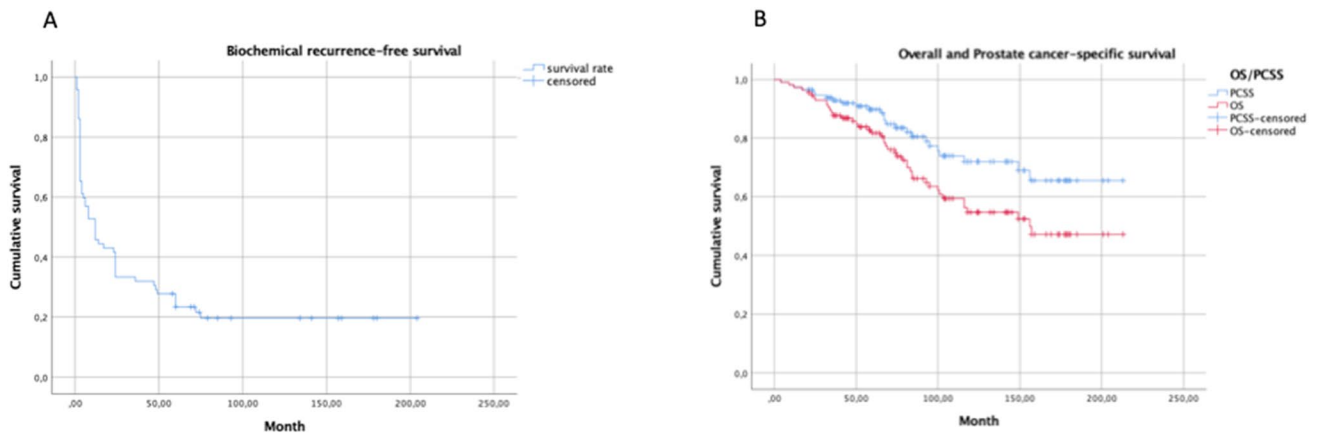 A
Biochemical recurrence-free survival
survival rate
censored
Cumulative survival
1,0
0,8
0,6
0,4
0,2
0,0
,00 50,00 100,00 150,00 200,00 250,00
Month
B
Overall and Prostate cancer-specific survival
OS/PCSS
PCSS
OS
PCSS-censored
OS-censored
Cumulative survival
1,0
0,8
0,6
0,4
0,2
0,0
,00 50,00 100,00 150,00 200,00 250,00
Month